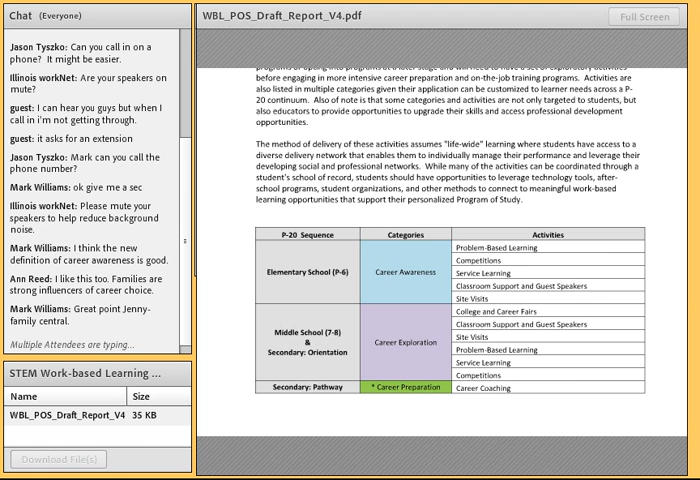 Chat (Everyone)
Jason Tyszko: Can you call in on a
phone? It might be easier.
Illinois workNet: Are your speakers on
mute?
guest: I can hear you guys but when I
call in i'm not getting through.
guest: it asks for an extension
Jason Tyszko: Mark can you call the
phone number?
Mark Williams: ok give me a sec
Illinois workNet: Please mute your
speakers to help reduce background
noise.
Mark Williams: I think the new
definition of career awareness is good.
Ann Reed: I like this too. Families are
strong influencers of career choice.
Mark Williams: Great point Jenny-
family central.
Multiple Attendees are typing...
STEM Work-based Learning ...
Name Size
WBL_POS_Draft_Report_V4 35 KB
Download File(s)
WBL_POS_Draft_Report_V4.pdf
Full Screen
before engaging in more intensive career preparation and on-the-job training programs. Activities are
also listed in multiple categories given their application can be customized to learner needs across a P-
20 continuum. Also of note is that some categories and activities are not only targeted to students, but
also educators to provide opportunities to upgrade their skills and access professional development
opportunities.
The method of delivery of these activities assumes "life-wide" learning where students have access to a
diverse delivery network that enables them to individually manage their performance and leverage their
developing social and professional networks. While many of the activities can be coordinated through a
student's school of record, students should have opportunities to leverage technology tools, after-
school programs, student organizations, and other methods to connect to meaningful work-based
learning opportunities that support their personalized Program of Study.
P-20 Sequence Categories Activities
Elementary School (P-6) Career Awareness
Problem-Based Learning
Competitions
Service Learning
Classroom Support and Guest Speakers
Site Visits
Middle School (7-8)
&
Secondary: Orientation
Career Exploration
College and Career Fairs
Classroom Support and Guest Speakers
Site Visits
Problem-Based Learning
Service Learning
Competitions
Secondary: Pathway * Career Preparation Career Coaching